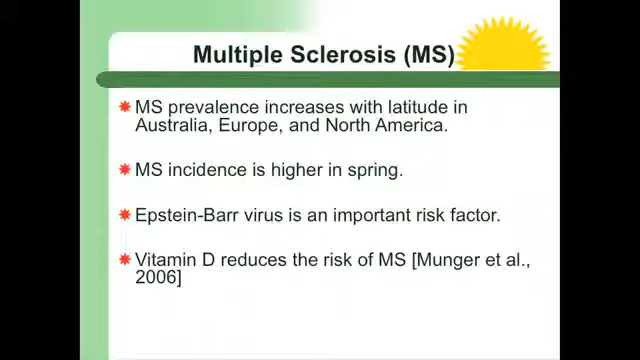 Multiple Sclerosis (MS)
MS prevalence increases with latitude in
Australia, Europe, and North America.
MS incidence is higher in spring.
Epstein-Barr virus is an important risk factor.
Vitamin D reduces the risk of MS [Munger et al.,
2006]